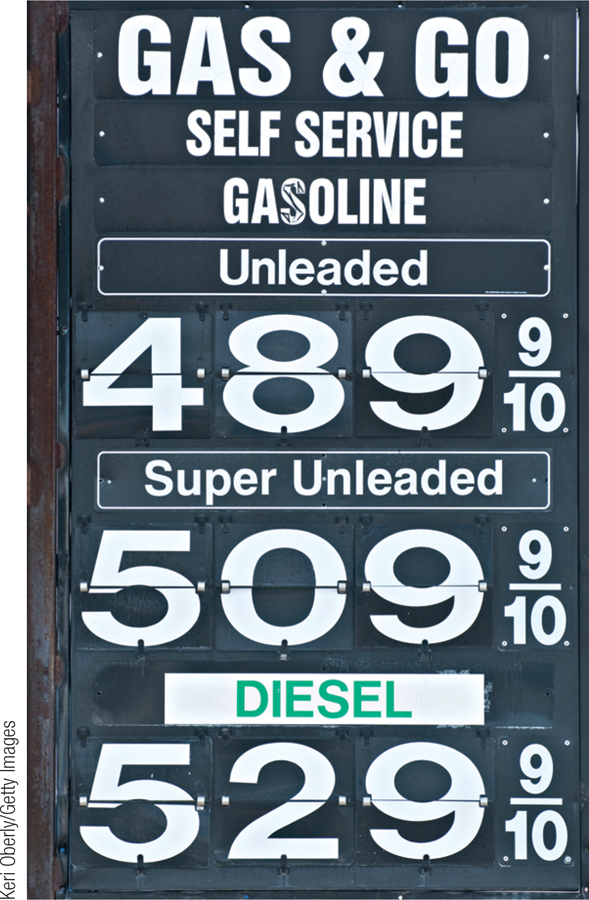 GAS & GO
SELF SERVICE
GASOLINE
Unleaded
489 9/10
Super Unleaded
509 9/10
DIESEL
529 9/10
Keri Oberly/Getty Images